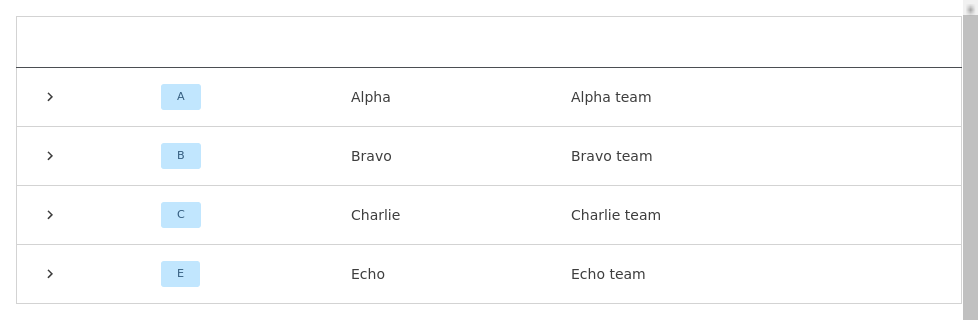 A Alpha Alpha team
B Bravo Bravo team
C Charlie Charlie team
E Echo Echo team